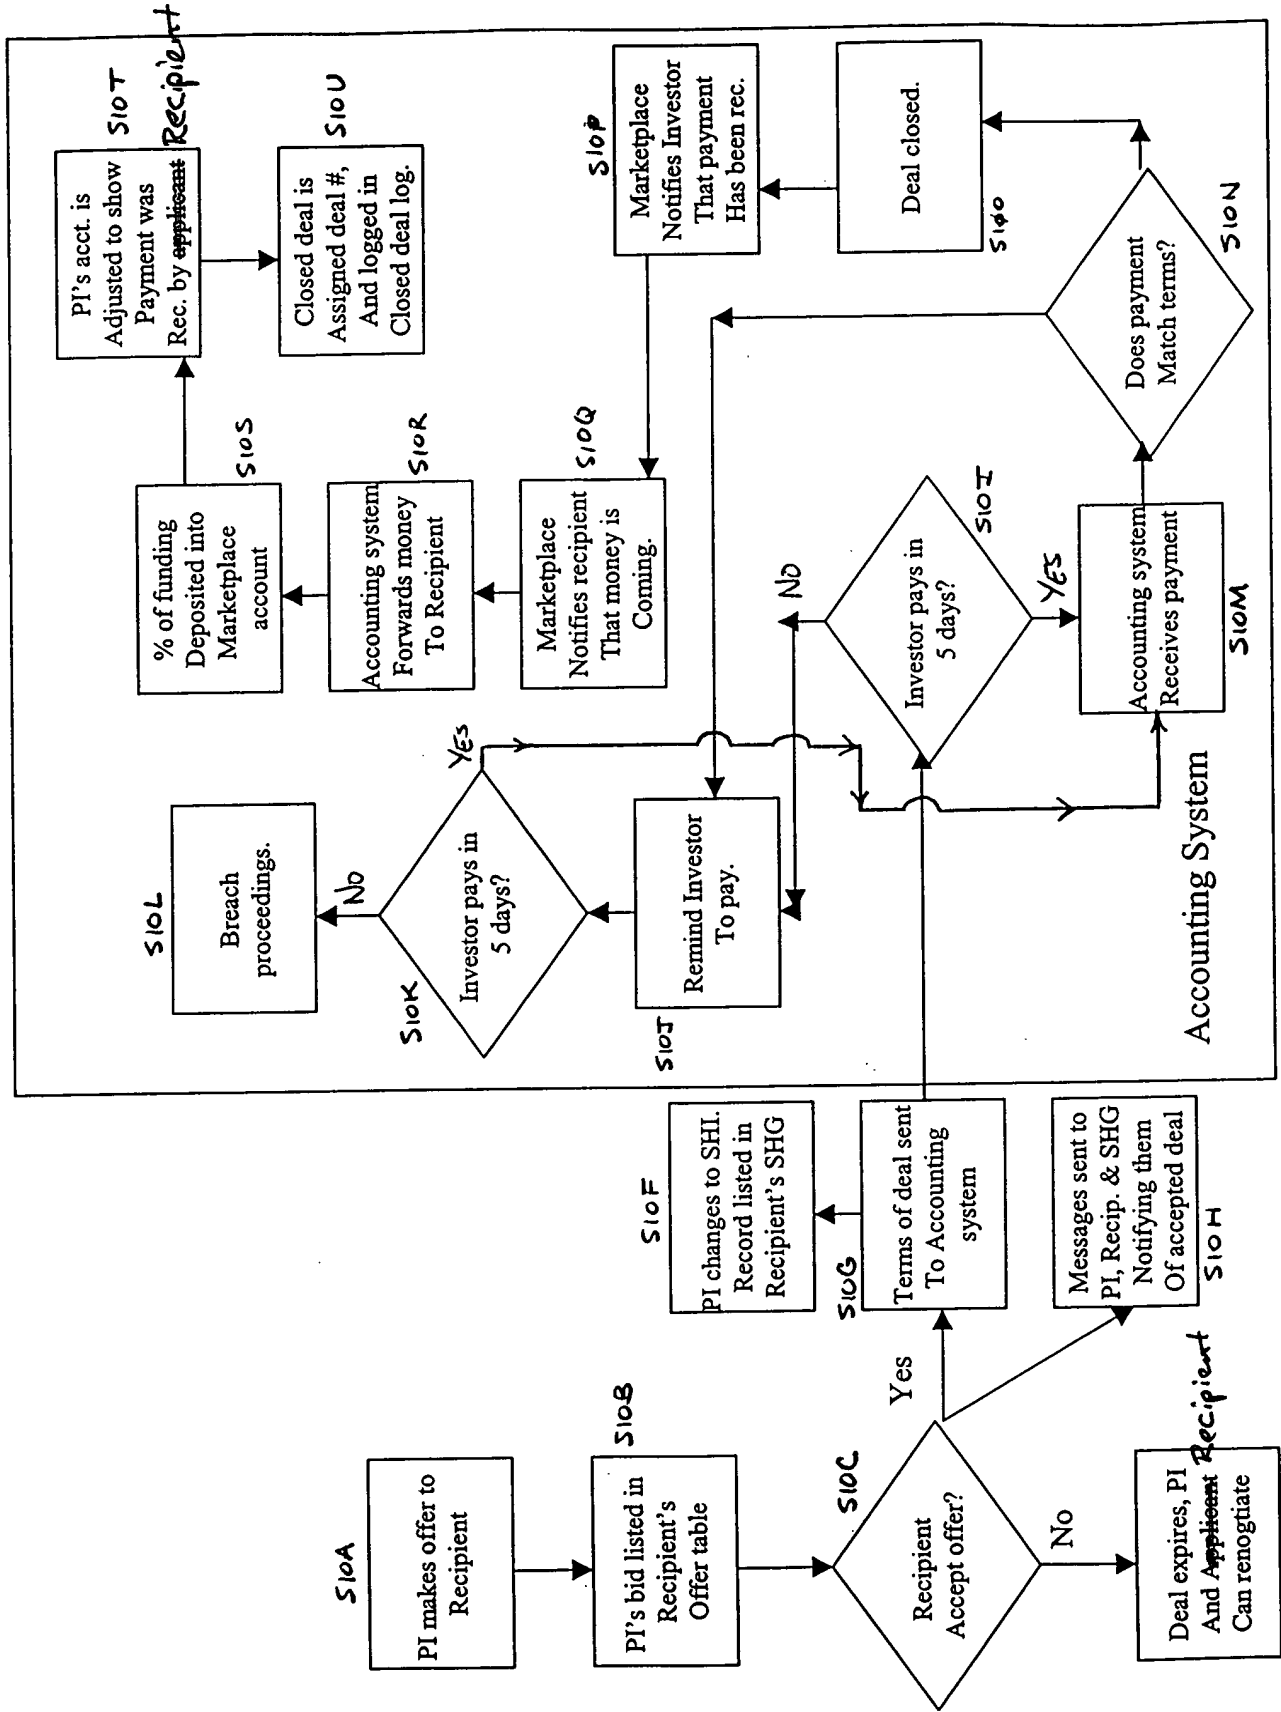 S10A
PI makes offer to
Recipient
S10B
PI's bid listed in
Recipient's
Offer table
S10C
Recipient
Accept offer?
Yes
No
Deal expires, PI
And Applicant Recipient
Can renogtiate
S10F
PI changes to SHI.
Record listed in
Recipient's SHG
S10G
Terms of deal sent
To Accounting
system
Messages sent to
PI, Recip. & SHG
Notifying them
Of accepted deal
S10H
S10L
Breach
proceedings.
No
S10K
Investor pays in
5 days?
YES
S10J
Remind Investor
To pay.
NO
Investor pays in
5 days?
S10I
YES
Accounting system
Receives payment
S10M
Accounting System
Does payment
Match terms?
S10N
Deal closed.
S10O
S10P
Marketplace
Notifies Investor
That payment
Has been rec.
Marketplace
Notifies recipient
That money is
Coming.
S10Q
Accounting system
Forwards money
To Recipient
S10R
% of funding
Deposited into
Marketplace
account
S10S
PI's acct. is
Adjusted to show
Payment was
Rec. by applicant Recipient
S10T
Closed deal is
Assigned deal #,
And logged in
Closed deal log.
S10U